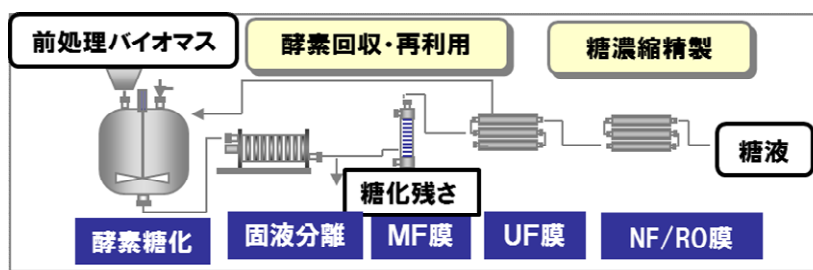 前処理バイオマス
酵素回収・再利用
糖濃縮精製
糖液
糖化残さ
酵素糖化
固液分離
MF膜
UF膜
NF/RO膜